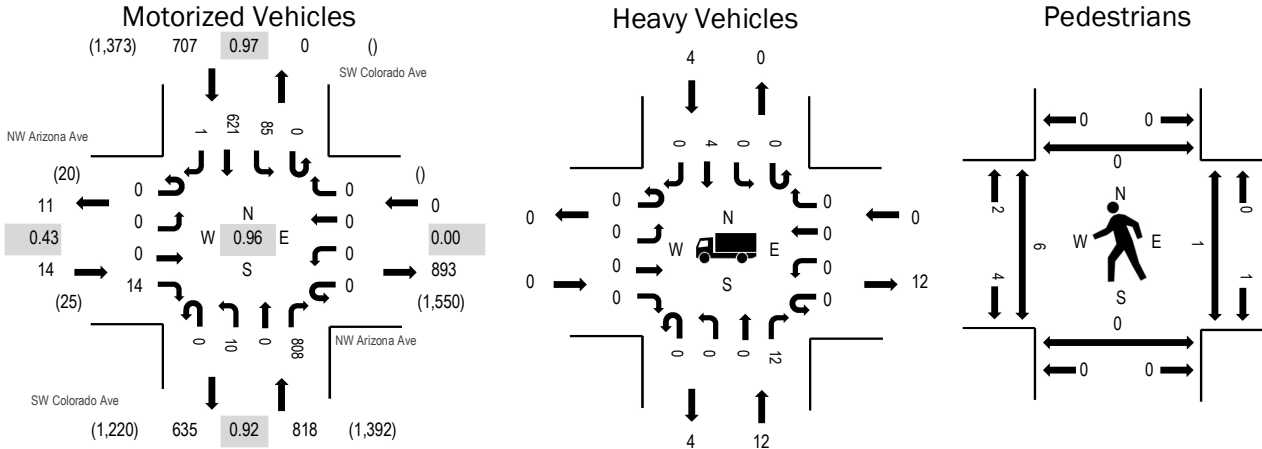 Motorized Vehicles
(1,373) 707 0.97 0 ()
SW Colorado Ave
NW Arizona Ave
1 621 85 0
(20)
()
0 0
11 0
0 0
N
0.43 W 0.96 E 0.00
0 0
S
14 893
14 0
(25) (1,550)
0 10 0 808
NW Arizona Ave
SW Colorado Ave
(1,220) 635 0.92 818 (1,392)
Heavy Vehicles
4 0
0 4 0 0
0 0
0 0
0 0
N
W E
0 0
S
0 12
0 0
0 0 0 12
4 12
Pedestrians
0 0
0
2 0
N
6 W E 1
S
4 1
0
0 0